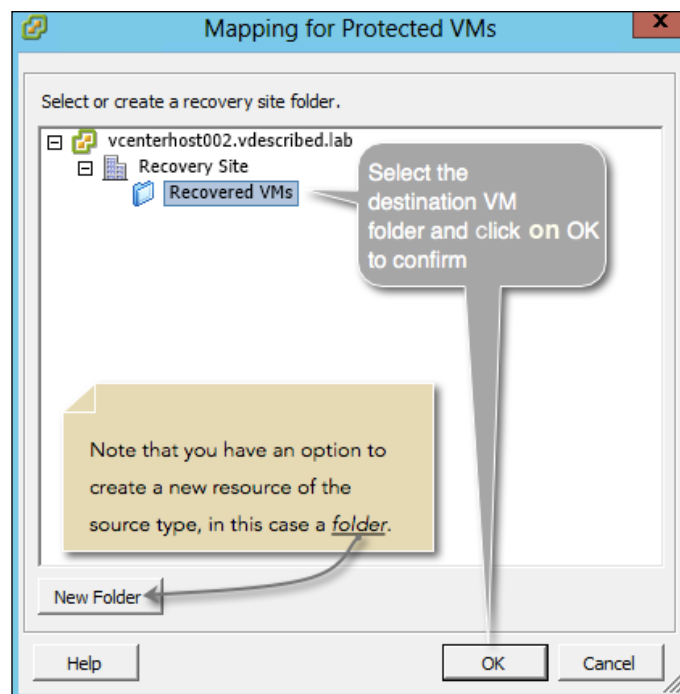 Mapping for Protected VMs
x
Select or create a recovery site folder.
vcenterhost002.vdescribed.lab
Recovery Site
Recovered VMs
Select the
destination VM
folder and click on OK
to confirm
Note that you have an option to
create a new resource of the
source type, in this case a folder.
New Folder
Help
OK
Cancel